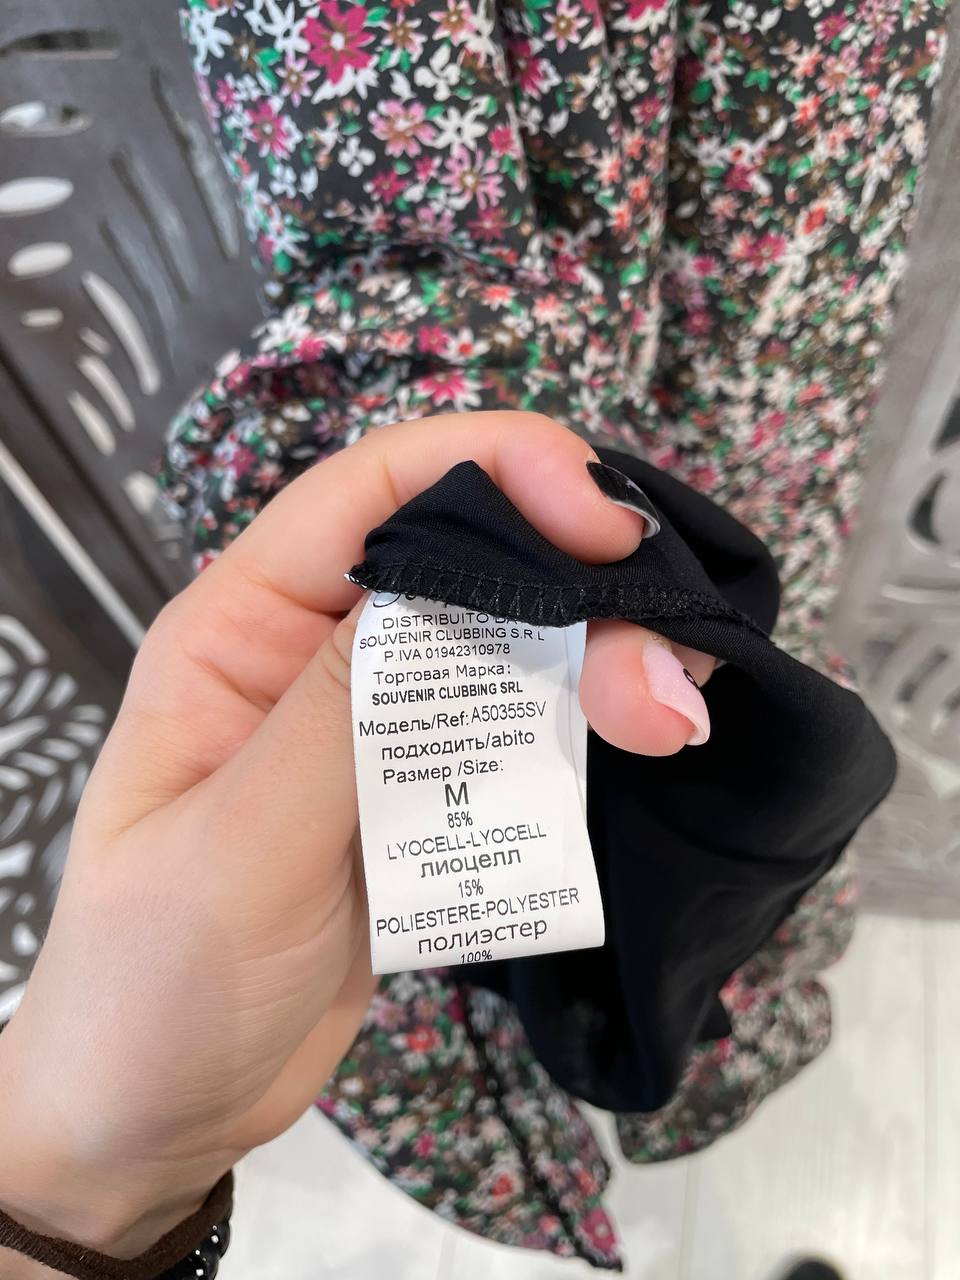 DISTRIBUITO DA
SOUVENIR CLUBBING S.R.L
P.IVA 01942310978
Торговая Марка:
SOUVENIR CLUBBING SRL
Модель/Ref:A50355SV
подходить/abito
Размер /Size:
M
85%
LYOCELL-LYOCELL
лиоцелл
15%
POLIESTERE-POLYESTER
полиэстер
100%